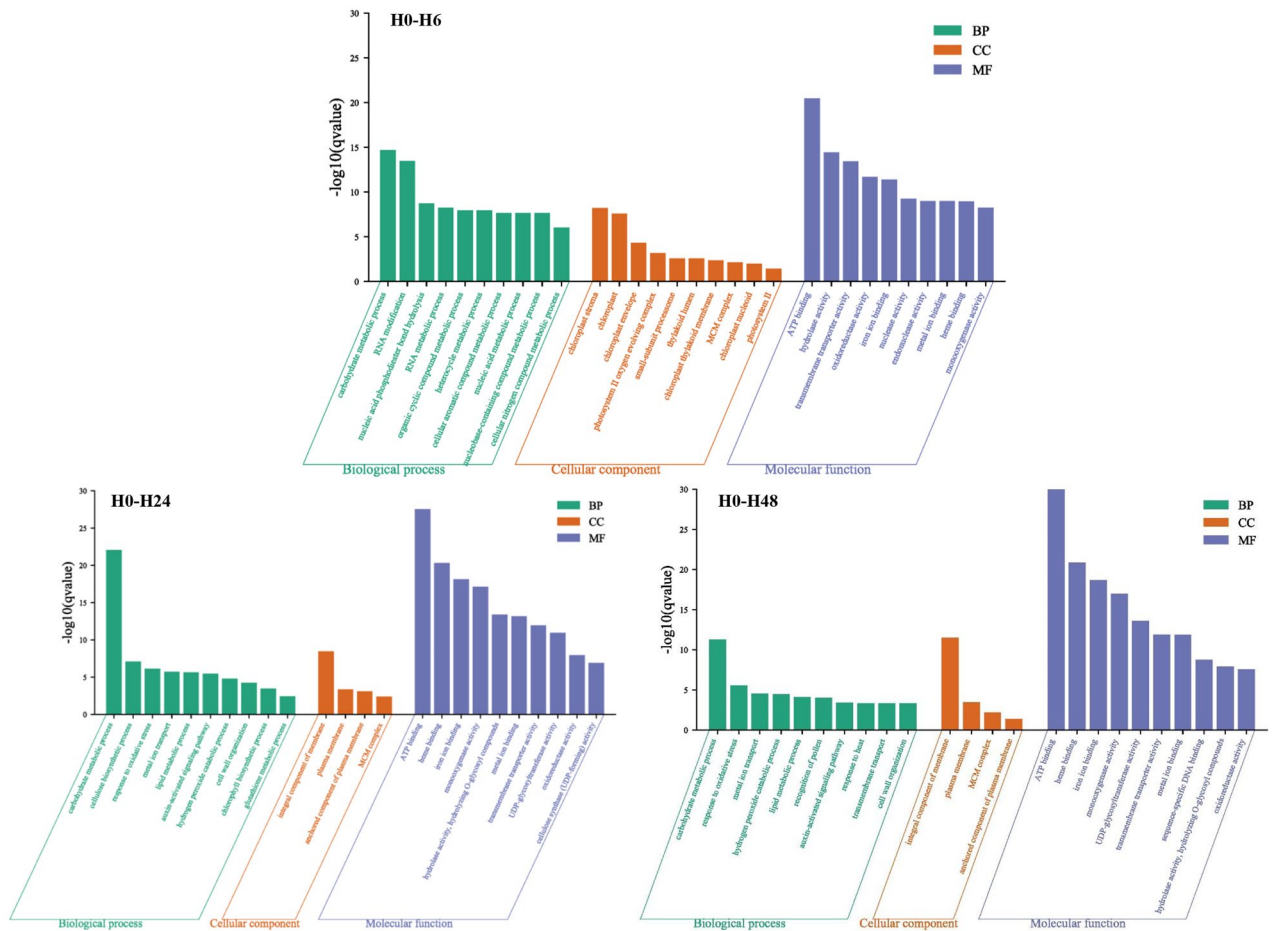 H0-H6
BP
CC
MF
-log10(qvalue)
30
25
20
15
10
5
0
carbohydrate metabolic process
RNA modification
nucleic acid phosphodiester bond hydrolysis
RNA metabolic process
organic cyclic compound metabolic process
heterocycle metabolic process
cellular aromatic compound metabolic process
nucleic acid metabolic process
nucleobase-containing compound metabolic process
cellular nitrogen compound metabolic process
chloroplast stroma
chloroplast
chloroplast envelope
photosystem II oxygen evolving complex
small-subunit processome
thylakoid lumen
chloroplast thylakoid membrane
MCM complex
chloroplast nucleoid
photosystem II
ATP binding
hydrolase activity
transmembrane transporter activity
oxidoreductase activity
iron ion binding
nuclease activity
endonuclease activity
metal ion binding
heme binding
monooxygenase activity
Biological process
Cellular component
Molecular function
H0-H24
BP
CC
MF
-log10(qvalue)
30
25
20
15
10
5
0
carbohydrate metabolic process
cellulose biosynthetic process
response to oxidative stress
metal ion transport
lipid metabolic process
auxin-activated signaling pathway
hydrogen peroxide metabolic process
cell wall organization
chlorophyll biosynthetic process
glutathione metabolic process
integral component of membrane
plasma membrane
anchored component of plasma membrane
MCM complex
ATP binding
heme binding
iron ion binding
monooxygenase activity
hydrolase activity, hydrolyzing O-glycosyl compounds
metal ion binding
transmembrane transporter activity
UDP-glycosyltransferase activity
oxidoreductase activity
cellulose synthase (UDP-forming) activity
Biological process
Cellular component
Molecular function
H0-H48
BP
CC
MF
-log10(qvalue)
30
25
20
15
10
5
0
carbohydrate metabolic process
response to oxidative stress
metal ion transport
hydrogen peroxide catabolic process
lipid metabolic process
recognition of pollen
auxin-activated signaling pathway
response to heat
transmembrane transport
cell wall organization
integral component of membrane
plasma membrane
MCM complex
anchored component of plasma membrane
ATP binding
heme binding
iron ion binding
monooxygenase activity
UDP-glycosyltransferase activity
transmembrane transporter activity
metal ion binding
sequence-specific DNA binding
hydrolase activity, hydrolyzing O-glycosyl compounds
oxidoreductase activity
Biological process
Cellular component
Molecular function